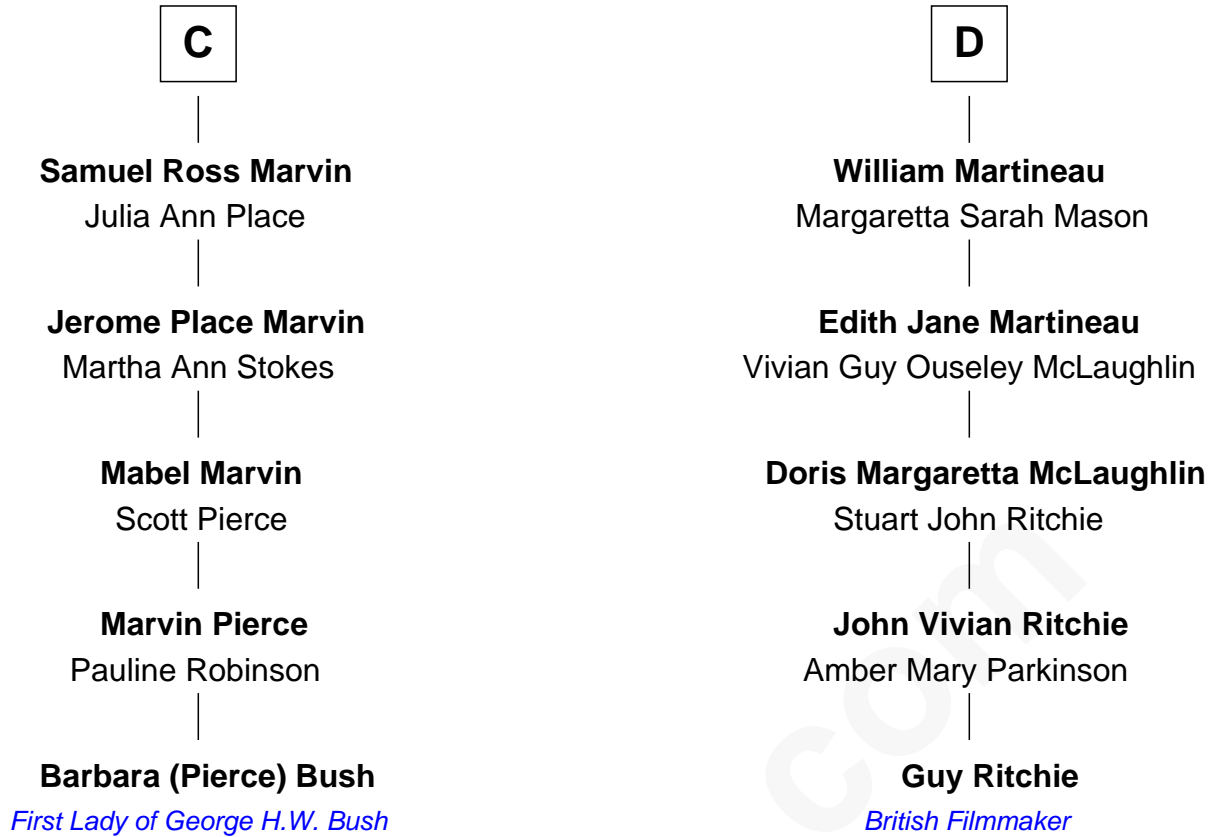 C
Samuel Ross Marvin
Julia Ann Place
Jerome Place Marvin
Martha Ann Stokes
Mabel Marvin
Scott Pierce
Marvin Pierce
Pauline Robinson
Barbara (Pierce) Bush
First Lady of George H.W. Bush
D
William Martineau
Margaretta Sarah Mason
Edith Jane Martineau
Vivian Guy Ouseley McLaughlin
Doris Margaretta McLaughlin
Stuart John Ritchie
John Vivian Ritchie
Amber Mary Parkinson
Guy Ritchie
British Filmmaker
com